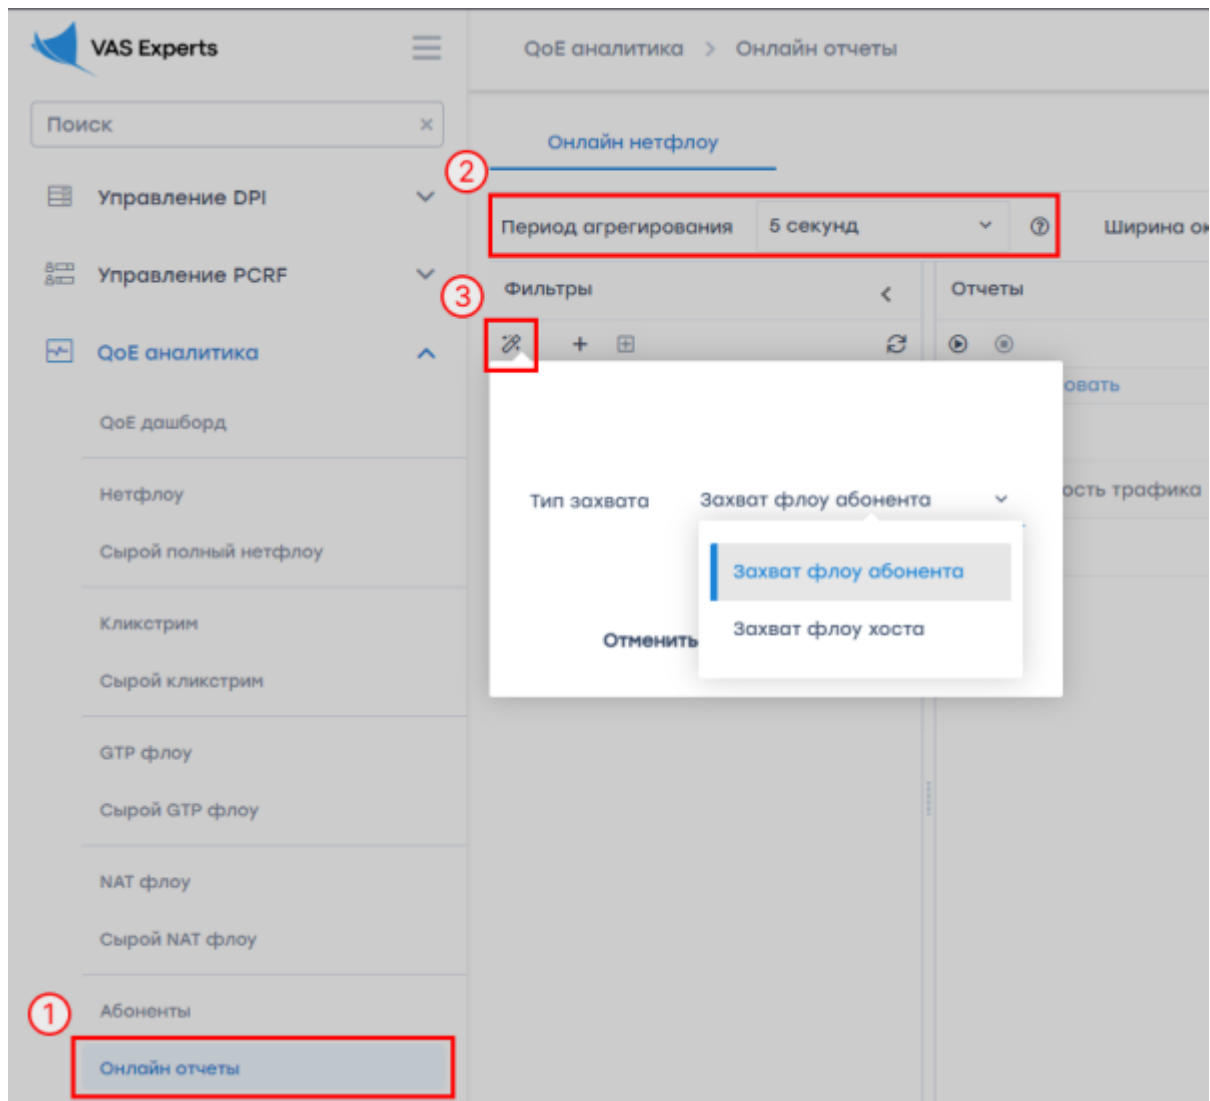 VAS Experts
QoE аналитика > Онлайн отчеты
Поиск
Онлайн нетфлоу
2
Управление DPI
Период агрегирования 5 секунд
Ширина
Управление PCRF
3
Фильтры
Отчеты
QoE аналитика
QoE дашборд
Нетфлоу
Сырой полный нетфлоу
Кликстрим
Сырой кликстрим
GTP флоу
Сырой GTP флоу
NAT флоу
Сырой NAT флоу
Абоненты
1
Онлайн отчеты
овать
ость трафика
Тип захвата Захват флоу абонента
Захват флоу абонента
Захват флоу хоста
Отменить